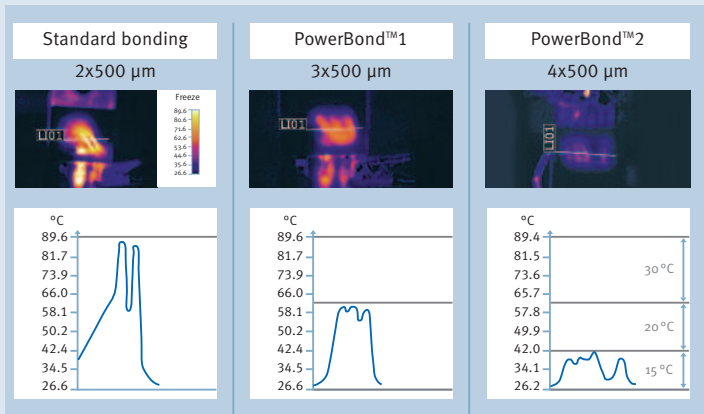 Standard bonding
2x500 µm
LI01
Freeze
89.6
80.6
71.6
62.6
53.6
44.6
35.6
26.6
°C
89.6
81.7
73.9
66.0
58.1
50.2
42.4
34.5
26.6
PowerBond™1
3x500 µm
LI01
°C
89.6
81.7
73.9
66.0
58.1
50.2
42.4
34.5
26.6
PowerBond™2
4x500 µm
LI01
°C
89.4
81.5
73.6
65.7
57.8
49.9
42.0
34.1
26.2
30 °C
20 °C
15 °C